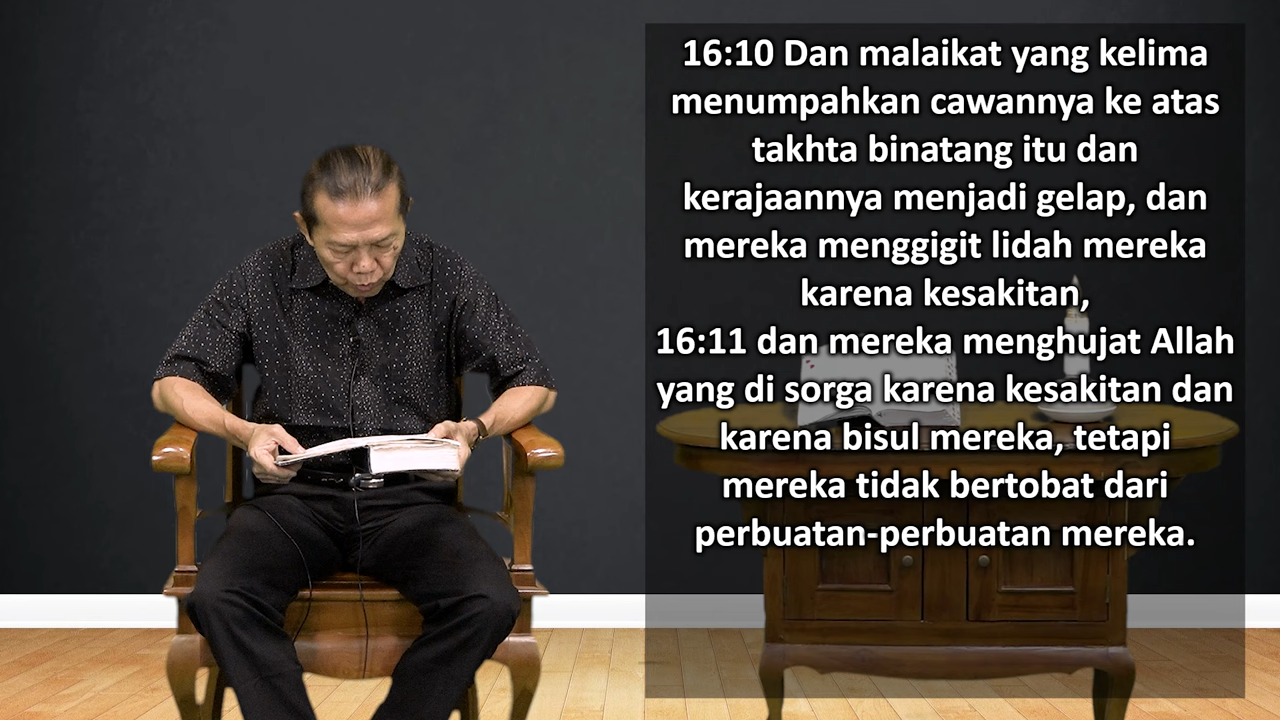 16:10 Dan malaikat yang kelima
menumpahkan cawannya ke atas
takhta binatang itu dan
kerajaannya menjadi gelap, dan
mereka menggigit lidah mereka
karena kesakitan,
16:11 dan mereka menghujat Allah
yang di sorga karena kesakitan dan
karena bisul mereka, tetapi
mereka tidak bertobat dari
perbuatan-perbuatan mereka.